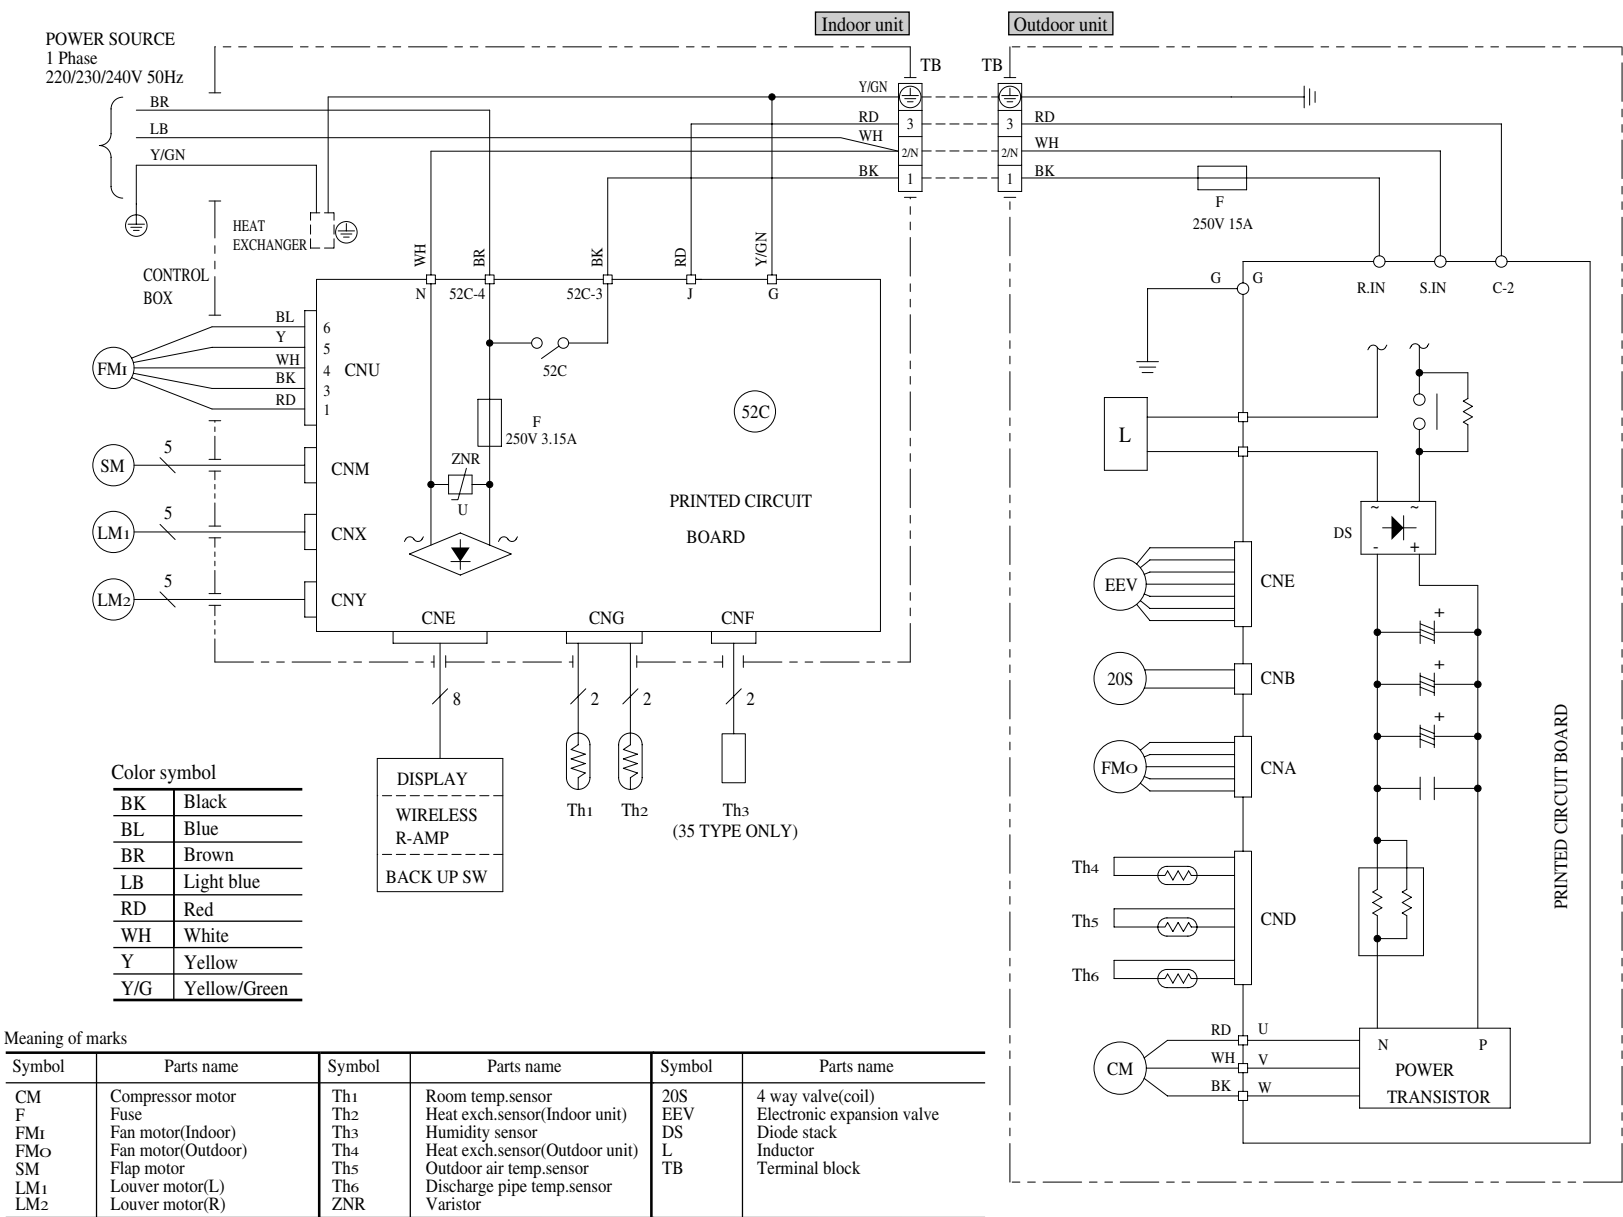 Indoor unit
Outdoor unit
POWER SOURCE
1 Phase
220/230/240V 50Hz
TB
TB
BR
LB
Y/GN
Y/GN
RD
WH
BK
3
2/N
1
3
2/N
1
RD
WH
BK
F
250V 15A
HEAT
EXCHANGER
CONTROL
BOX
WH
BR
BK
RD
Y/GN
N
52C-4
52C-3
J
G
G
G
R.IN
S.IN
C-2
FMI
BL
Y
WH
BK
RD
6
5
4
3
1
CNU
52C
52C
F
250V 3.15A
L
SM
5
CNM
ZNR
U
PRINTED CIRCUIT
BOARD
LM1
5
CNX
DS
~
~
-
+
LM2
5
CNY
EEV
CNE
CNE
CNG
CNF
+
20S
CNB
+
8
2
2
2
+
FMO
CNA
PRINTED CIRCUIT BOARD
DISPLAY
WIRELESS
R-AMP
BACK UP SW
Th1
Th2
Th3
(35 TYPE ONLY)
Th4
Th5
Th6
CND
Color symbol
BK Black
BL Blue
BR Brown
LB Light blue
RD Red
WH White
Y Yellow
Y/G Yellow/Green
CM
RD
WH
BK
U
V
W
N
P
POWER
TRANSISTOR
Meaning of marks
Symbol Parts name Symbol Parts name Symbol Parts name
CM Compressor motor Th1 Room temp.sensor 20S 4 way valve(coil)
F Fuse Th2 Heat exch.sensor(Indoor unit) EEV Electronic expansion valve
FMI Fan motor(Indoor) Th3 Humidity sensor DS Diode stack
FMO Fan motor(Outdoor) Th4 Heat exch.sensor(Outdoor unit) L Inductor
SM Flap motor Th5 Outdoor air temp.sensor TB Terminal block
LM1 Louver motor(L) Th6 Discharge pipe temp.sensor
LM2 Louver motor(R) ZNR Varistor